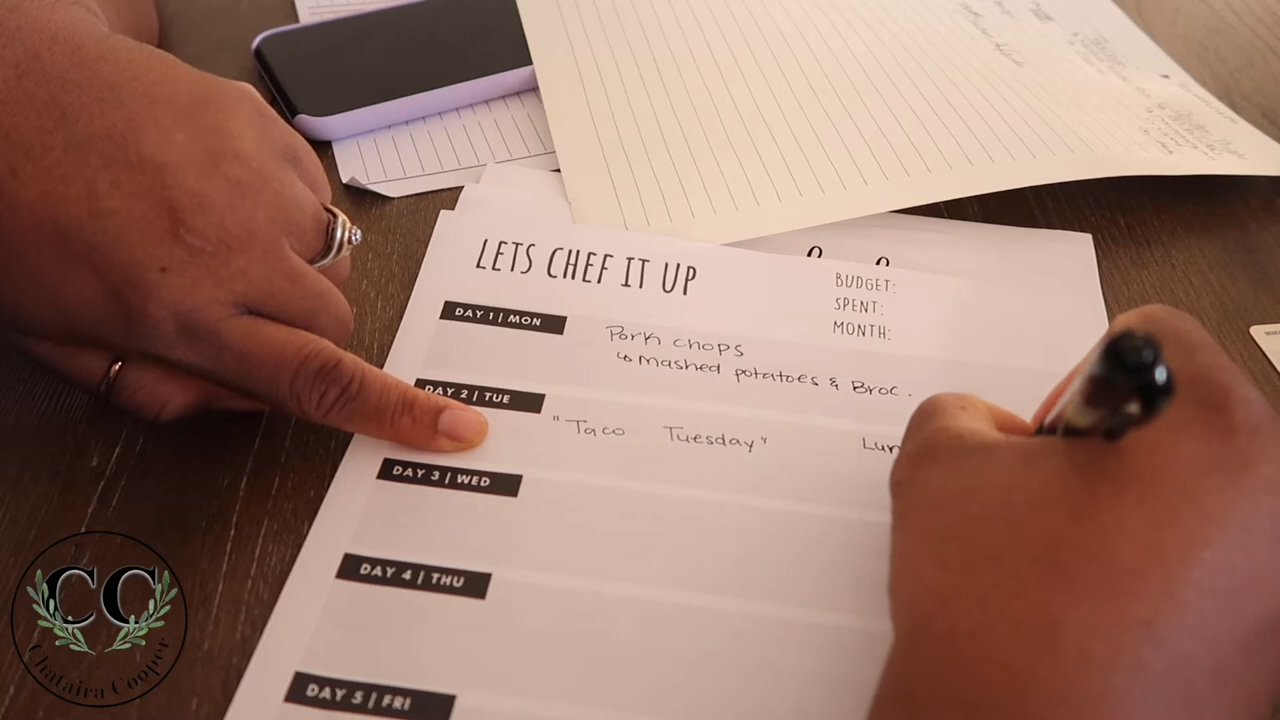 LETS CHEF IT UP
BUDGET:
SPENT:
MONTH:
DAY 1 | MON
Pork chops
↳ mashed potatoes & Broc.
DAY 2 | TUE
"Taco Tuesday" Lun
DAY 3 | WED
DAY 4 | THU
DAY 5 | FRI
CC
Chataira Cooper